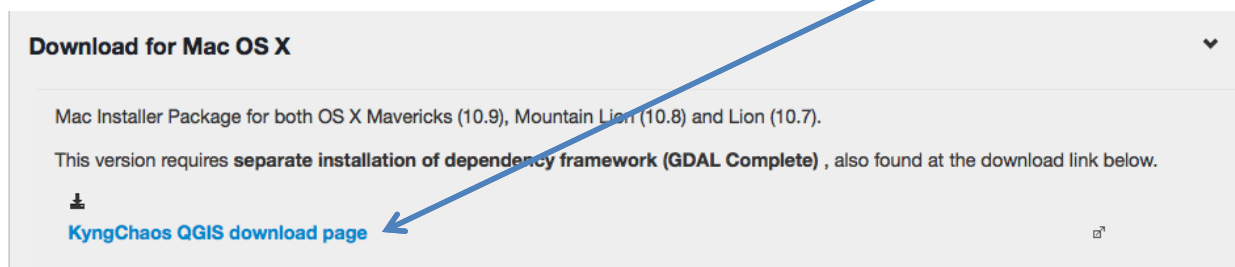 Download for Mac OS X
Mac Installer Package for both OS X Mavericks (10.9), Mountain Lion (10.8) and Lion (10.7).
This version requires separate installation of dependency framework (GDAL Complete) , also found at the download link below.
KyngChaos QGIS download page